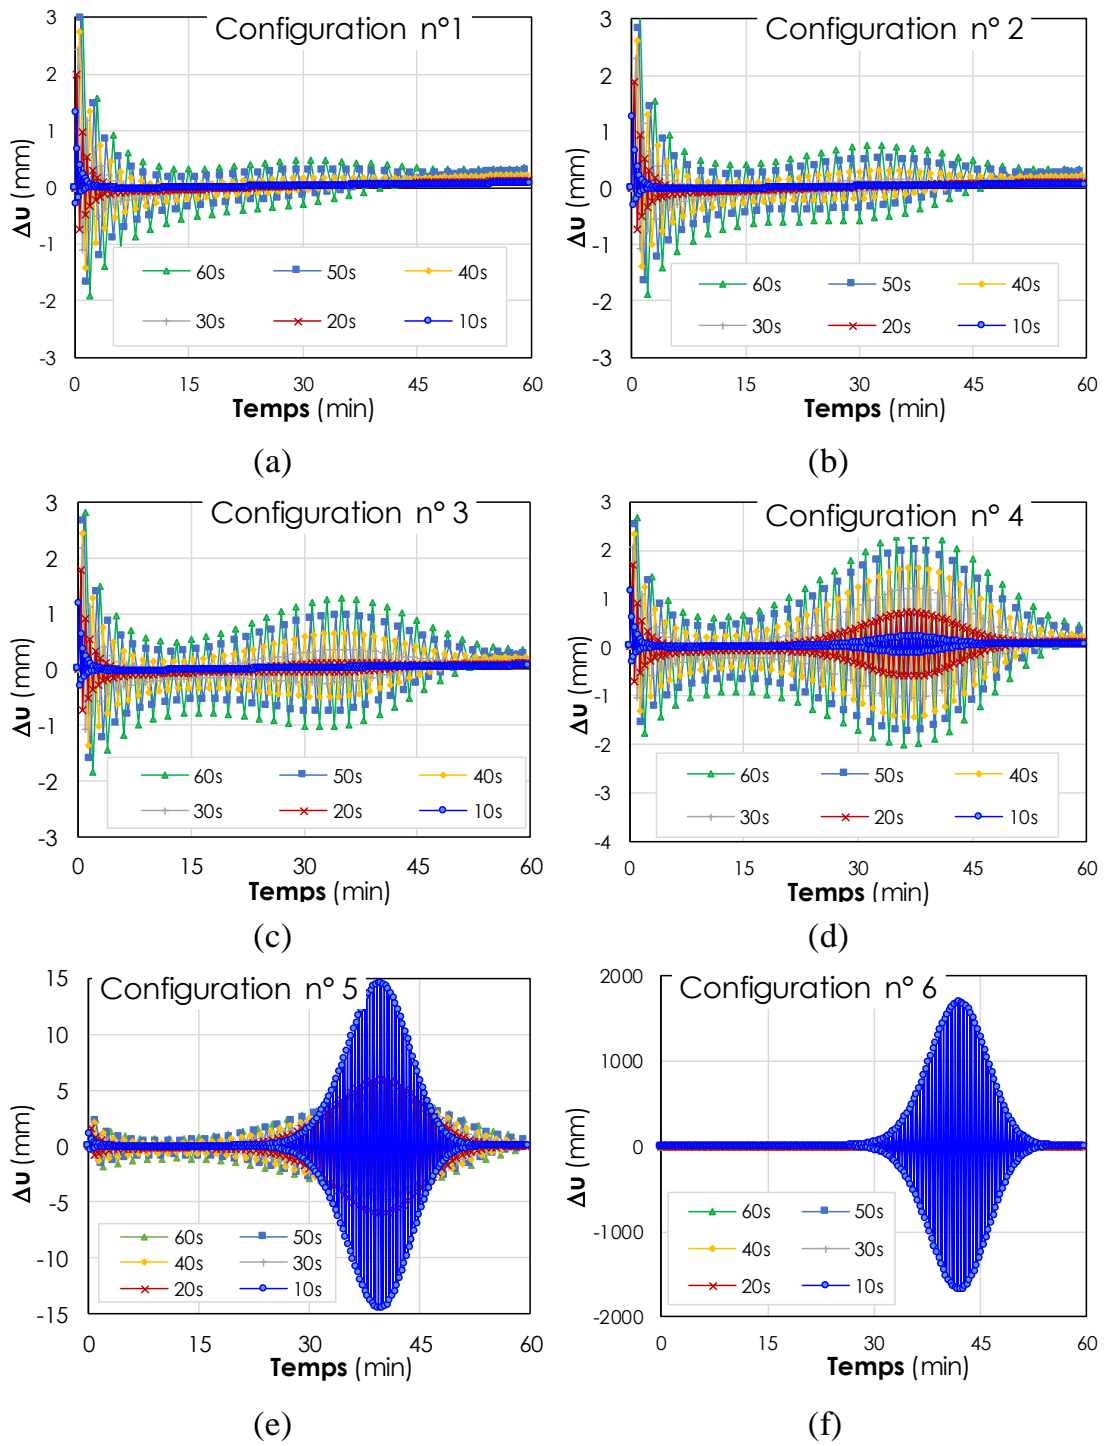 Configuration n°1
3
2
1
0
-1
-2
-3
Δu (mm)
60s 50s 40s
30s 20s 10s
0 15 30 45 60
Temps (min)
(a)
Configuration n° 2
3
2
1
0
-1
-2
-3
Δu (mm)
60s 50s 40s
30s 20s 10s
0 15 30 45 60
Temps (min)
(b)
Configuration n° 3
3
2
1
0
-1
-2
-3
Δu (mm)
60s 50s 40s
30s 20s 10s
0 15 30 45 60
Temps (min)
(c)
Configuration n° 4
3
2
1
0
-1
-2
-3
-4
Δu (mm)
60s 50s 40s
30s 20s 10s
0 15 30 45 60
Temps (min)
(d)
Configuration n° 5
15
10
5
0
-5
-10
-15
Δu (mm)
60s 50s
40s 30s
20s 10s
0 15 30 45 60
Temps (min)
(e)
Configuration n° 6
2000
1000
0
-1000
-2000
Δu (mm)
60s 50s
40s 30s
20s 10s
0 15 30 45 60
Temps (min)
(f)